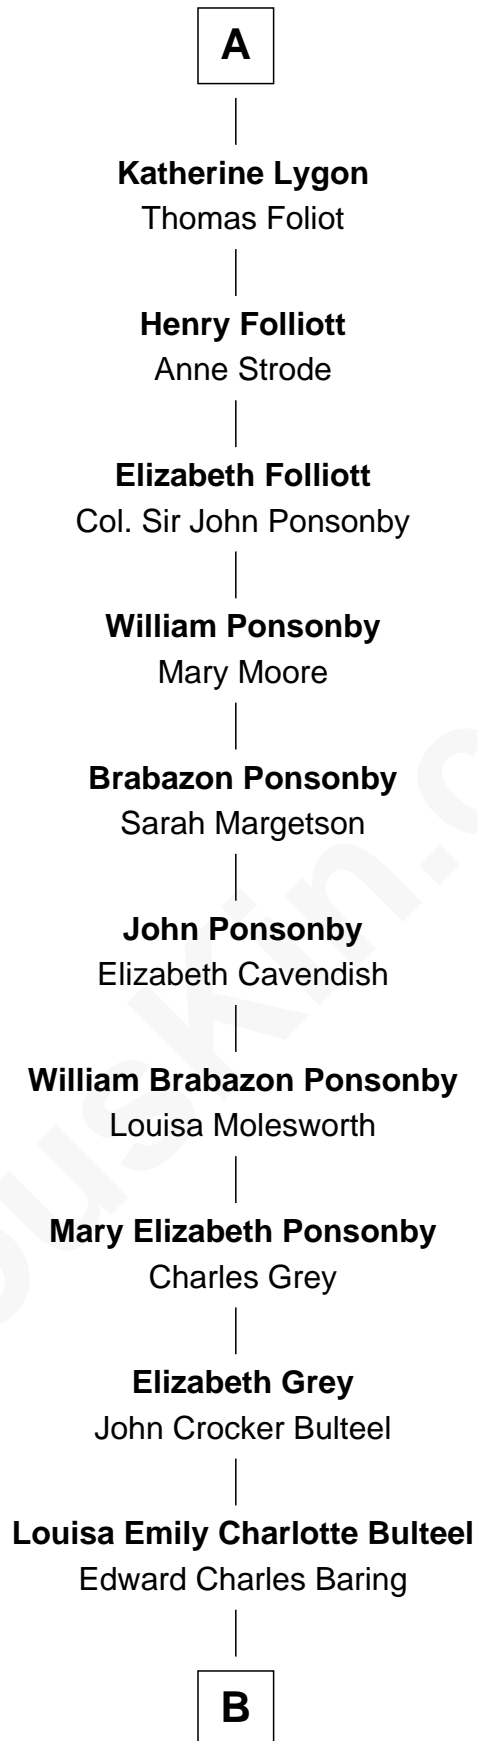 A
Katherine Lygon
Thomas Foliot
Henry Folliott
Anne Strode
Elizabeth Folliott
Col. Sir John Ponsonby
William Ponsonby
Mary Moore
Brabazon Ponsonby
Sarah Margetson
John Ponsonby
Elizabeth Cavendish
William Brabazon Ponsonby
Louisa Molesworth
Mary Elizabeth Ponsonby
Charles Grey
Elizabeth Grey
John Crocker Bulteel
Louisa Emily Charlotte Bulteel
Edward Charles Baring
B